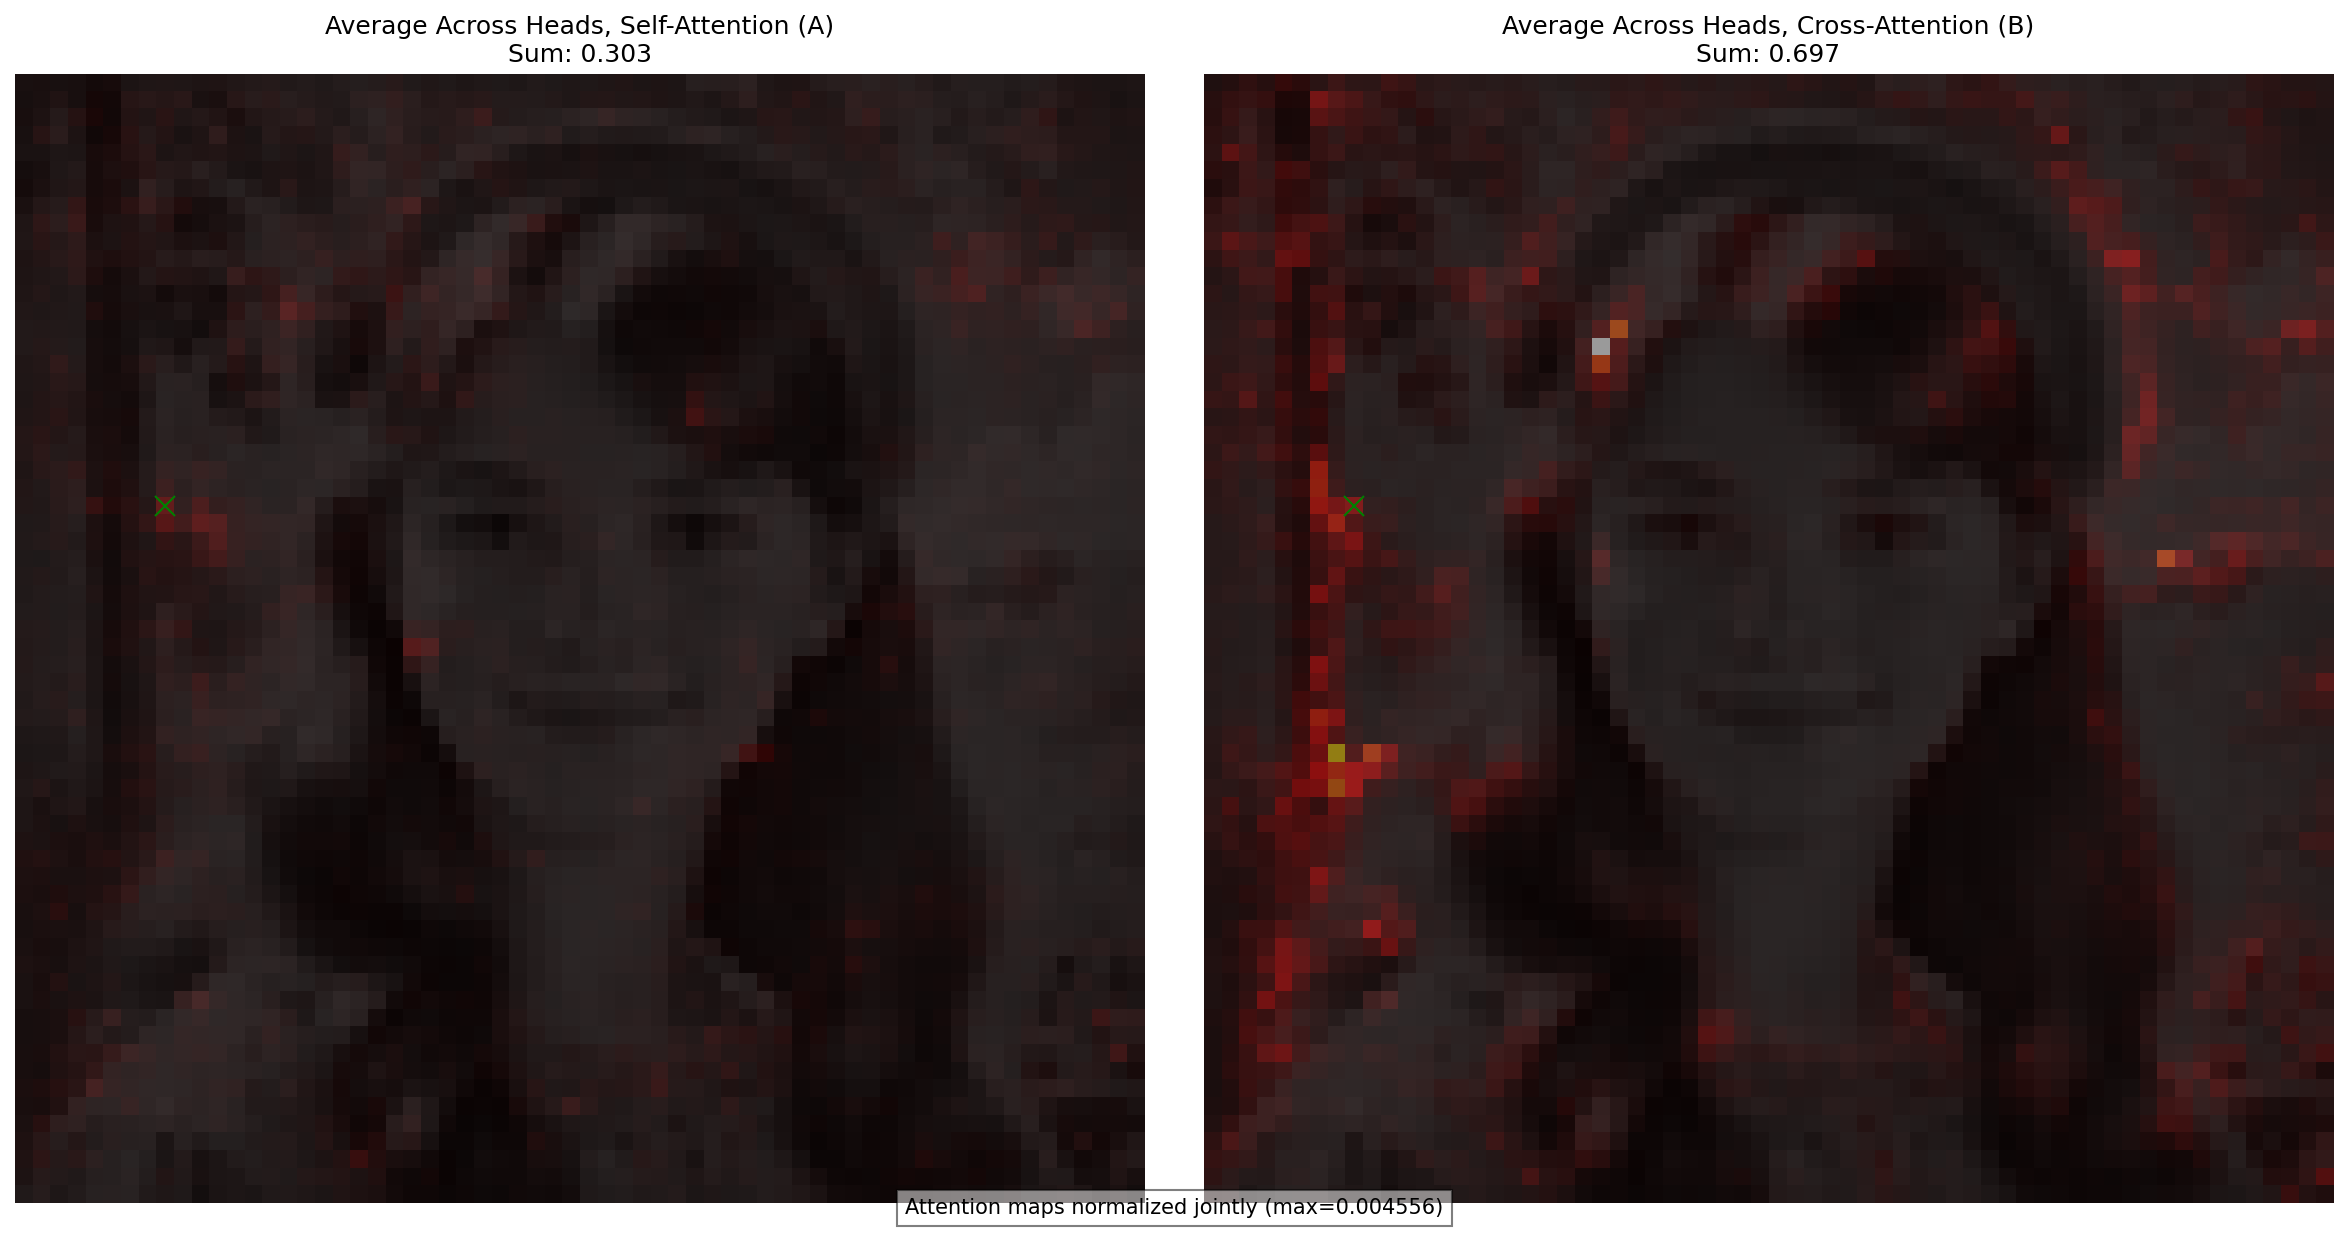 Average Across Heads, Self-Attention (A)
Sum: 0.303
Average Across Heads, Cross-Attention (B)
Sum: 0.697
Attention maps normalized jointly (max=0.004556)